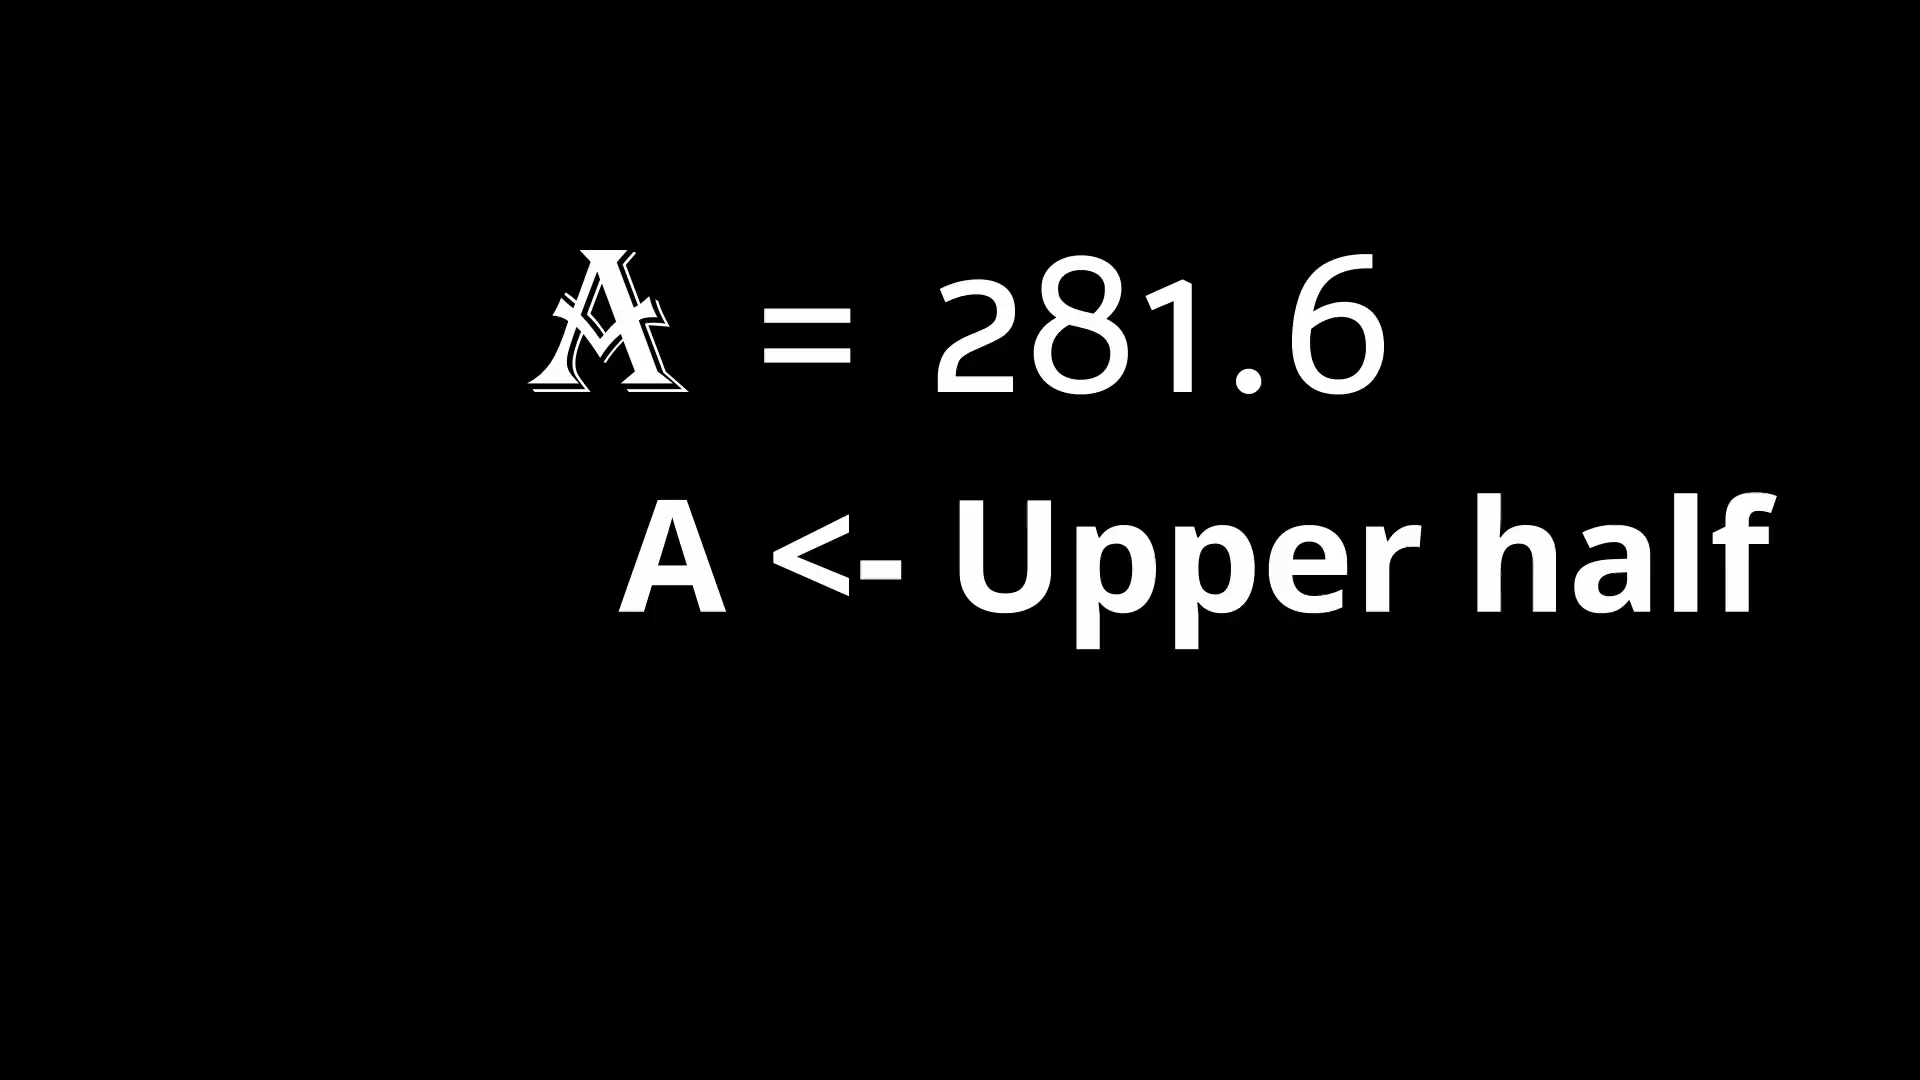 A = 281.6
A <- Upper half